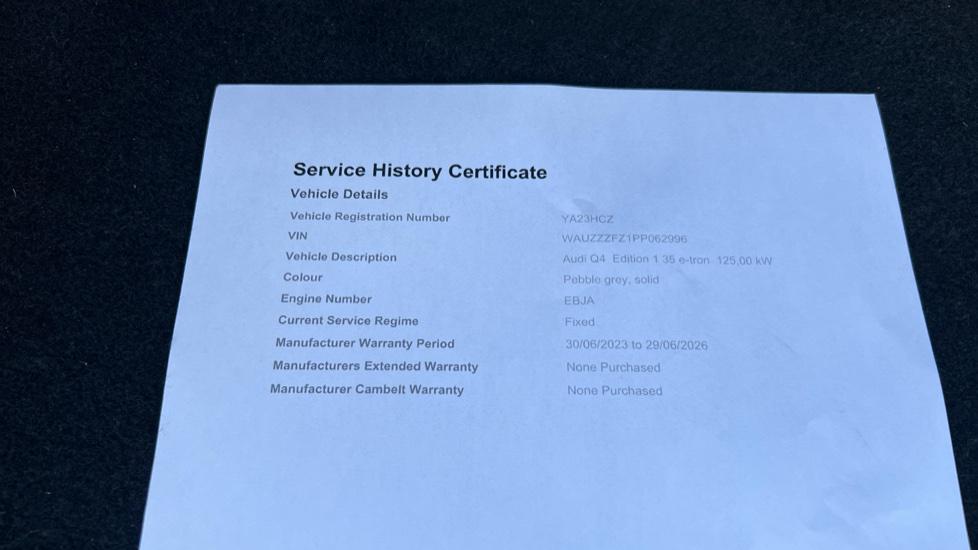 Service History Certificate
Vehicle Details
Vehicle Registration Number YA23HCZ
VIN WAUZZZFZ1PP062996
Vehicle Description Audi Q4 Edition 1 35 e-tron 125,00 kW
Colour Pebble grey, solid
Engine Number EBJA
Current Service Regime Fixed
Manufacturer Warranty Period 30/06/2023 to 29/06/2026
Manufacturers Extended Warranty None Purchased
Manufacturer Cambelt Warranty None Purchased